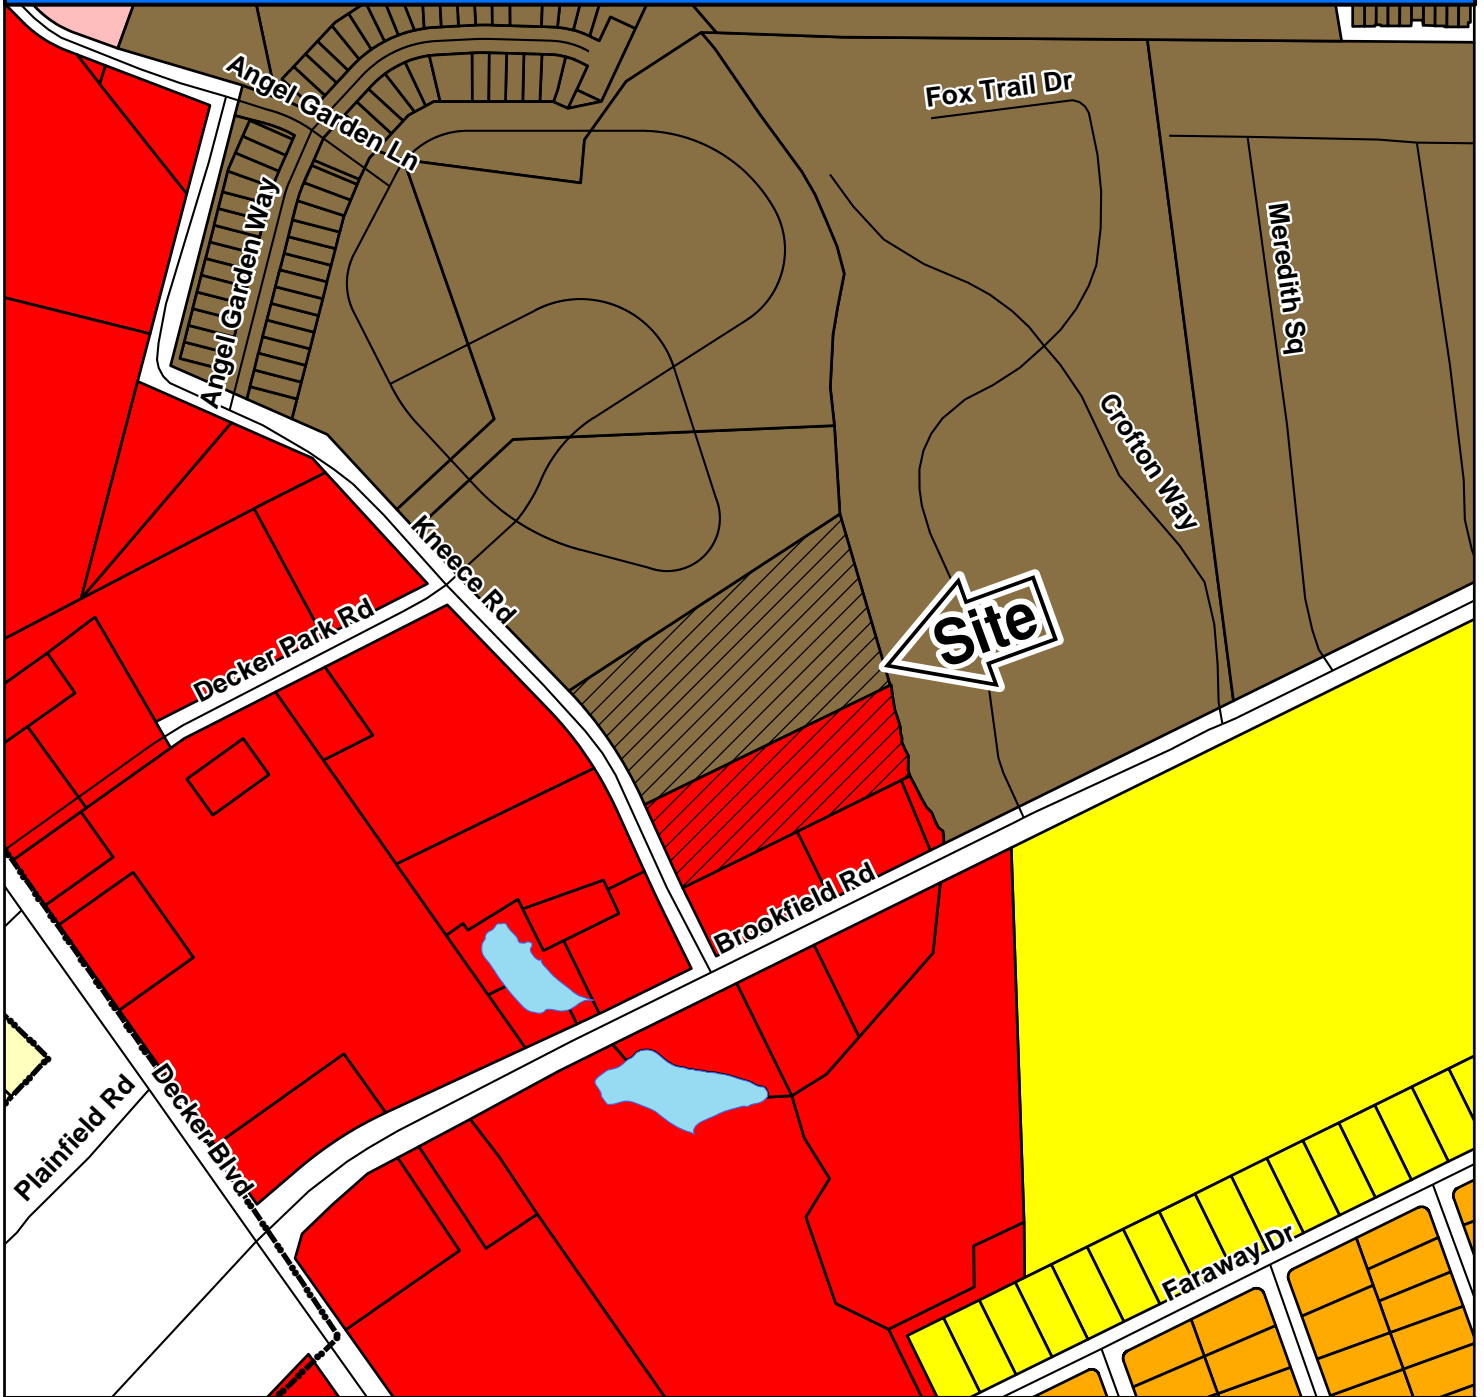 Angel Garden Ln
Fox Trail Dr
Angel Garden Way
Meredith Sq
Crofton Way
Kneece Rd
Decker Park Rd
Site
Brookfield Rd
Plainfield Rd
Decker Blvd
Faraway Dr